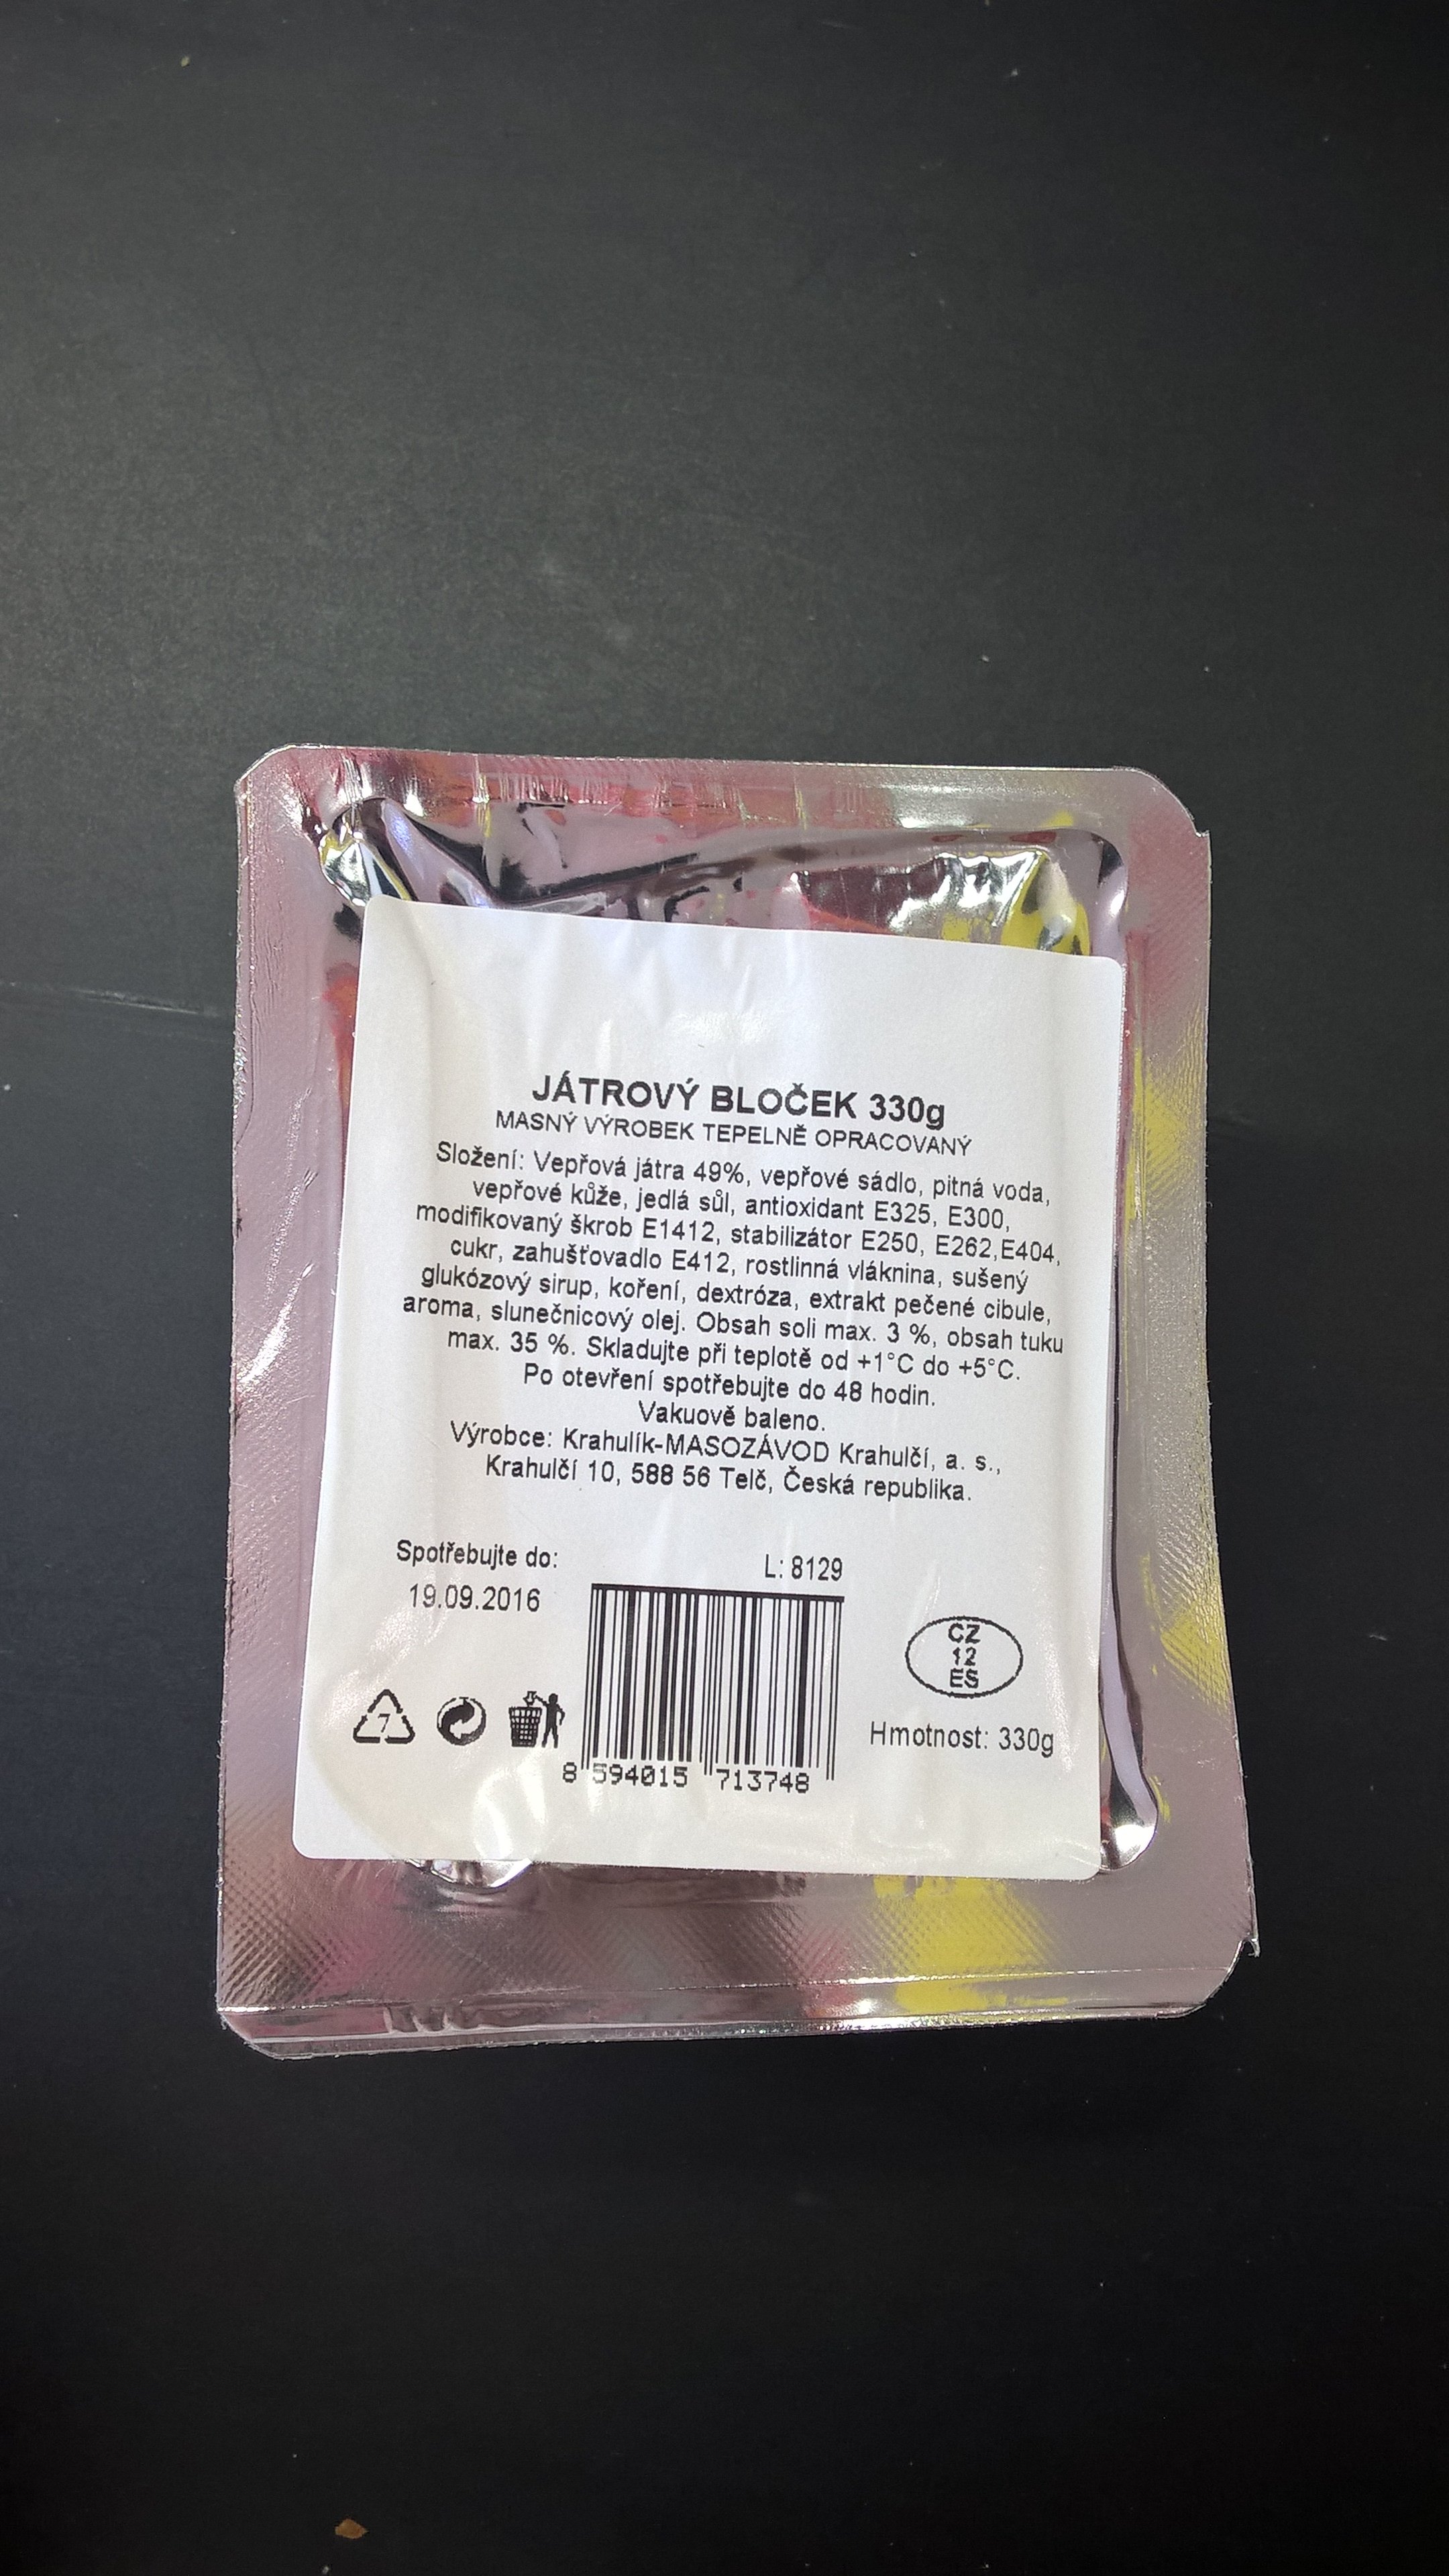 JÁTROVÝ BLOČEK 330g
MASNÝ VÝROBEK TEPELNĚ OPRACOVANÝ
Složení: Vepřová játra 49%, vepřové sádlo, pitná voda,
vepřové kůže, jedlá sůl, antioxidant E325, E300,
modifikovaný škrob E1412, stabilizátor E250, E262,E404,
cukr, zahušťovadlo E412, rostlinná vláknina, sušený
glukózový sirup, koření, dextróza, extrakt pečené cibule,
aroma, slunečnicový olej. Obsah soli max. 3 %, obsah tuku
max. 35 %. Skladujte při teplotě od +1°C do +5°C.
Po otevření spotřebujte do 48 hodin.
Vakuově baleno.
Výrobce: Krahulík-MASOZÁVOD Krahulčí, a. s.,
Krahulčí 10, 588 56 Telč, Česká republika.
Spotřebujte do:
19.09.2016
L: 8129
CZ
12
ES
7
Hmotnost: 330g
8 594015 713748